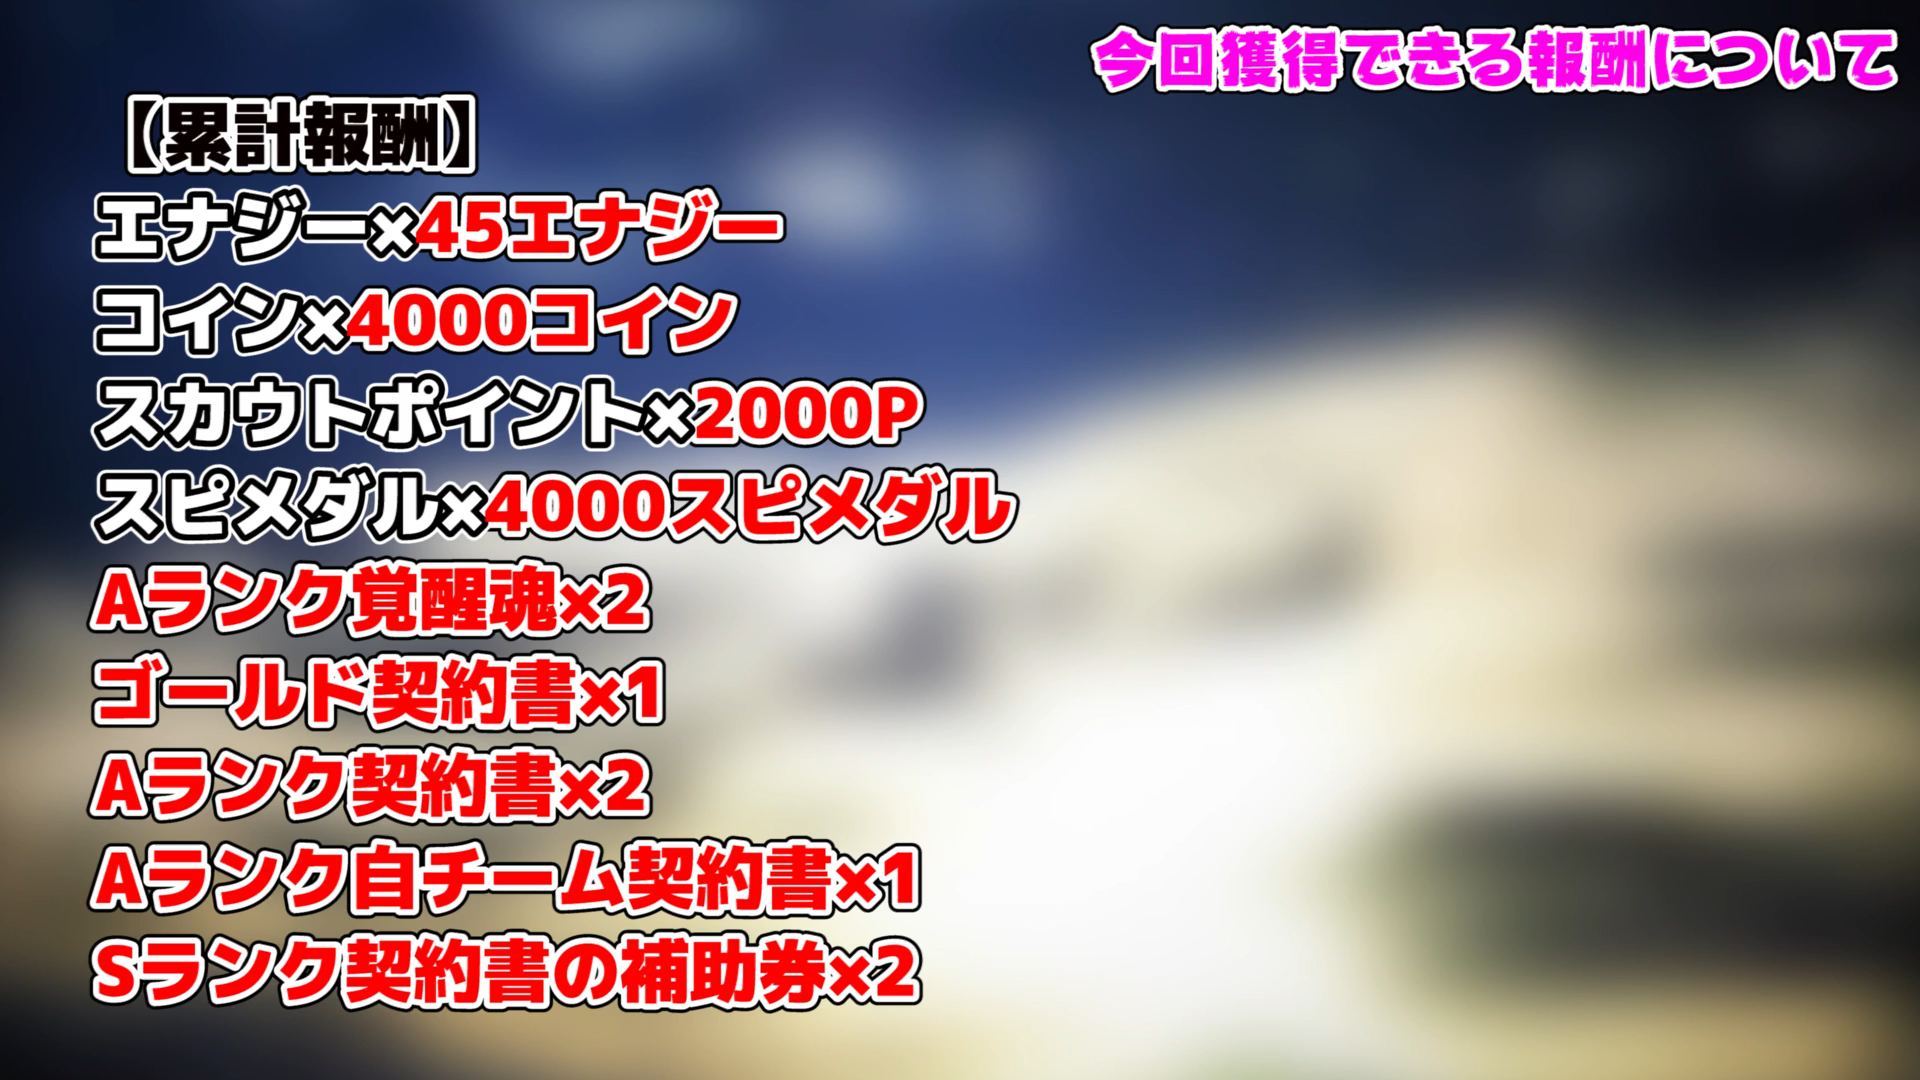 今回獲得できる報酬について
【累計報酬】
エナジー×45エナジー
コイン×4000コイン
スカウトポイント×2000P
スピメダル×4000スピメダル
Aランク覚醒魂×2
ゴールド契約書×1
Aランク契約書×2
Aランク自チーム契約書×1
Sランク契約書の補助券×2